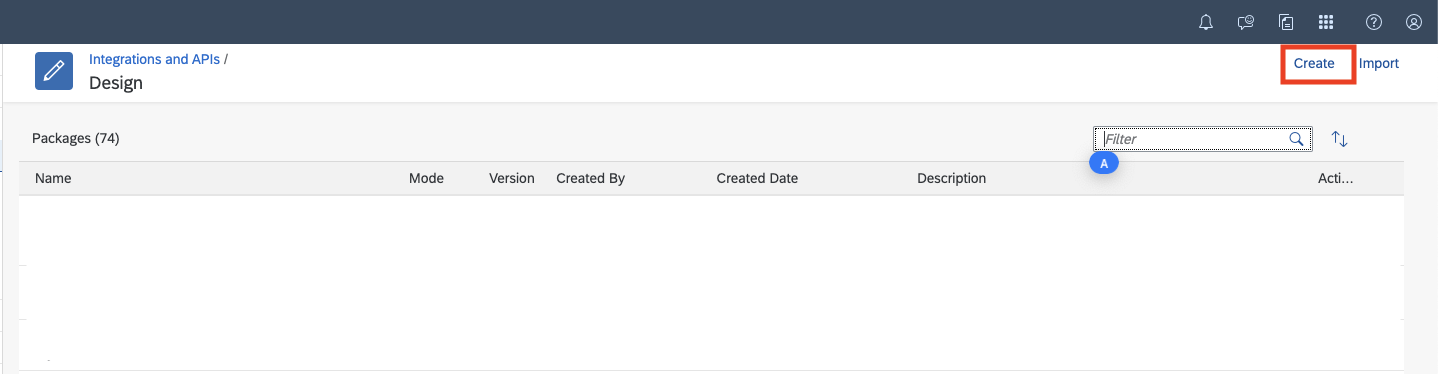 Integrations and APIs /
Design
Create
Import
Packages (74)
Filter
A
Name Mode Version Created By Created Date Description Acti...